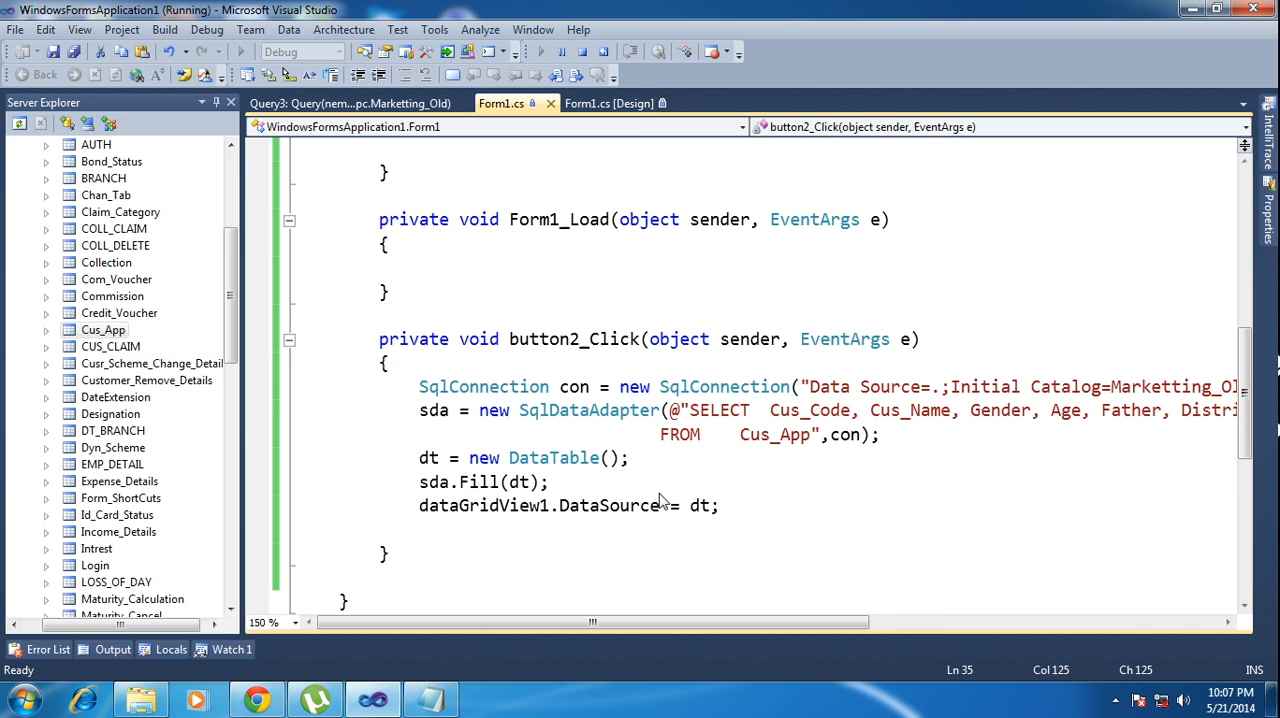 WindowsFormsApplication1 (Running) - Microsoft Visual Studio
File Edit View Project Build Debug Team Data Architecture Test Tools Analyze Window Help
Debug
Back
Server Explorer
Query3: Query(nem...pc.Marketting_Old) Form1.cs Form1.cs [Design]
WindowsFormsApplication1.Form1 button2_Click(object sender, EventArgs e)
AUTH
Bond_Status
BRANCH
Chan_Tab
Claim_Category
COLL_CLAIM
COLL_DELETE
Collection
Com_Voucher
Commission
Credit_Voucher
Cus_App
CUS_CLAIM
Cusr_Scheme_Change_Detail
Customer_Remove_Details
DateExtension
Designation
DT_BRANCH
Dyn_Scheme
EMP_DETAIL
Expense_Details
Form_ShortCuts
Id_Card_Status
Income_Details
Intrest
Login
LOSS_OF_DAY
Maturity_Calculation
Maturity_Cancel
}
private void Form1_Load(object sender, EventArgs e)
{
}
private void button2_Click(object sender, EventArgs e)
{
SqlConnection con = new SqlConnection("Data Source=.;Initial Catalog=Marketting_Ol
sda = new SqlDataAdapter(@"SELECT Cus_Code, Cus_Name, Gender, Age, Father, Distri
FROM Cus_App",con);
dt = new DataTable();
sda.Fill(dt);
dataGridView1.DataSource = dt;
}
}
150 %
IntelliTrace
Properties
Error List Output Locals Watch 1
Ready Ln 35 Col 125 Ch 125 INS
10:07 PM
5/21/2014